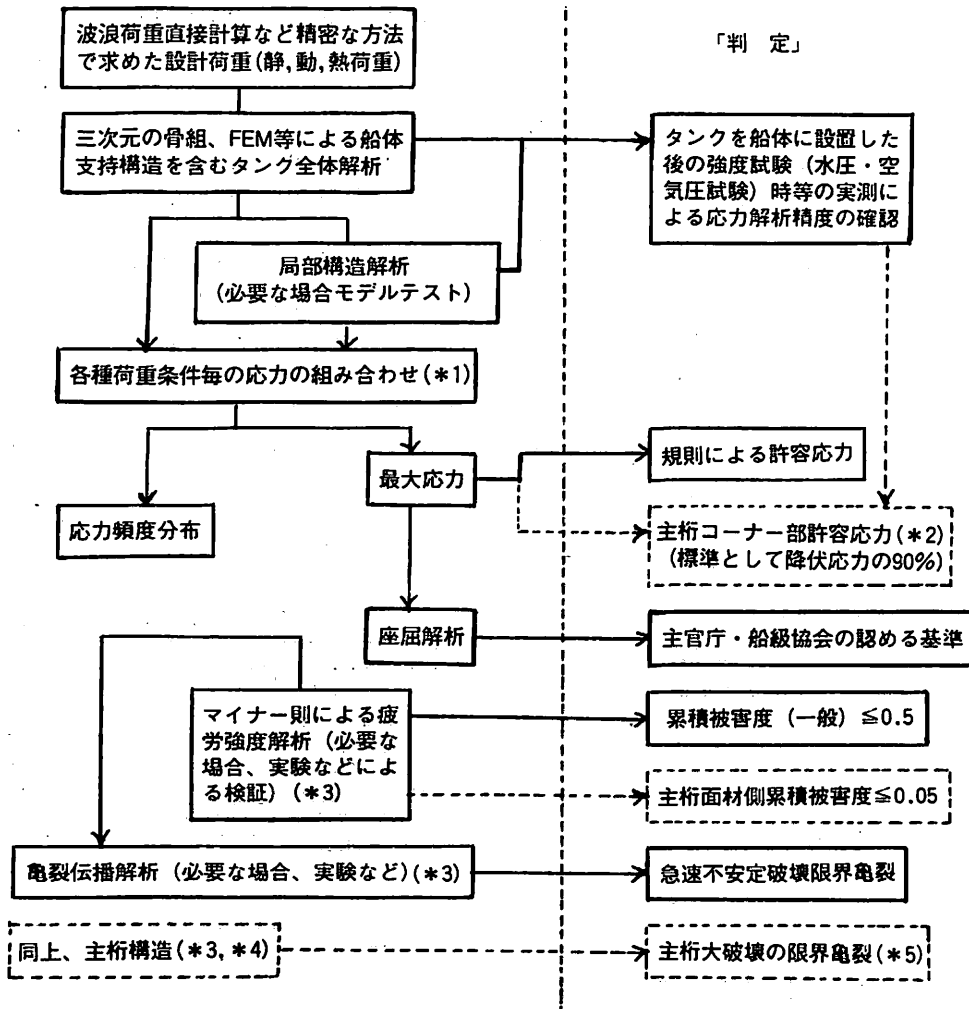 波浪荷重直接計算など精密な方法
で求めた設計荷重(静,動,熱荷重)
「判 定」
三次元の骨組、FEM等による船体
支持構造を含むタング全体解析
タンクを船体に設置した
後の強度試験（水圧・空
気圧試験）時等の実測に
よる応力解析精度の確認
局部構造解析
(必要な場合モデルテスト)
各種荷重条件毎の応力の組み合わせ(*1)
最大応力
規則による許容応力
応力頻度分布
主桁コーナー部許容応力(*2)
(標準として降伏応力の90%)
座屈解析
主官庁・船級協会の認める基準
マイナー則による疲
労強度解析（必要な
場合、実験などによ
る検証）(*3)
累積被害度（一般）≦0.5
主桁面材側累積被害度≦0.05
亀裂伝播解析（必要な場合、実験など）(*3)
急速不安定破壊限界亀裂
同上、主桁構造(*3,*4)
主桁大破壊の限界亀裂(*5)